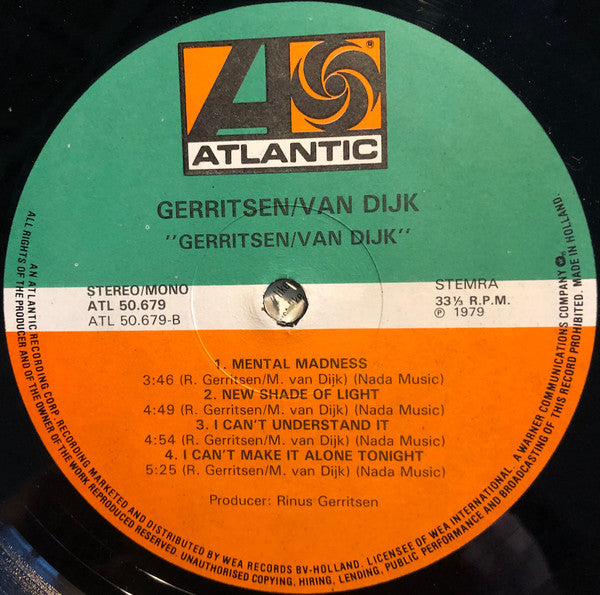 ATLANTIC
®
GERRITSEN/VAN DIJK
"GERRITSEN/VAN DIJK"
STEREO/MONO
ATL 50.679
ATL 50.679-B
STEMRA
33⅓ R.P.M.
℗ 1979
1. MENTAL MADNESS
3:46 (R. Gerritsen/M. van Dijk) (Nada Music)
2. NEW SHADE OF LIGHT
4:49 (R. Gerritsen/M. van Dijk) (Nada Music)
3. I CAN'T UNDERSTAND IT
4:54 (R. Gerritsen/M. van Dijk) (Nada Music)
4. I CAN'T MAKE IT ALONE TONIGHT
5:25 (R. Gerritsen/M. van Dijk) (Nada Music)
Producer: Rinus Gerritsen
AN ATLANTIC RECORDING CORP. RECORDING MARKETED AND DISTRIBUTED BY WEA RECORDS BV-HOLLAND. LICENSEE OF WEA INTERNATIONAL. A WARNER COMMUNICATIONS COMPANY. MADE IN HOLLAND.
ALL RIGHTS OF THE PRODUCER AND OF THE OWNER OF THE WORK REPRODUCED RESERVED. UNAUTHORISED COPYING, HIRING, LENDING, PUBLIC PERFORMANCE AND BROADCASTING OF THIS RECORD PROHIBITED.